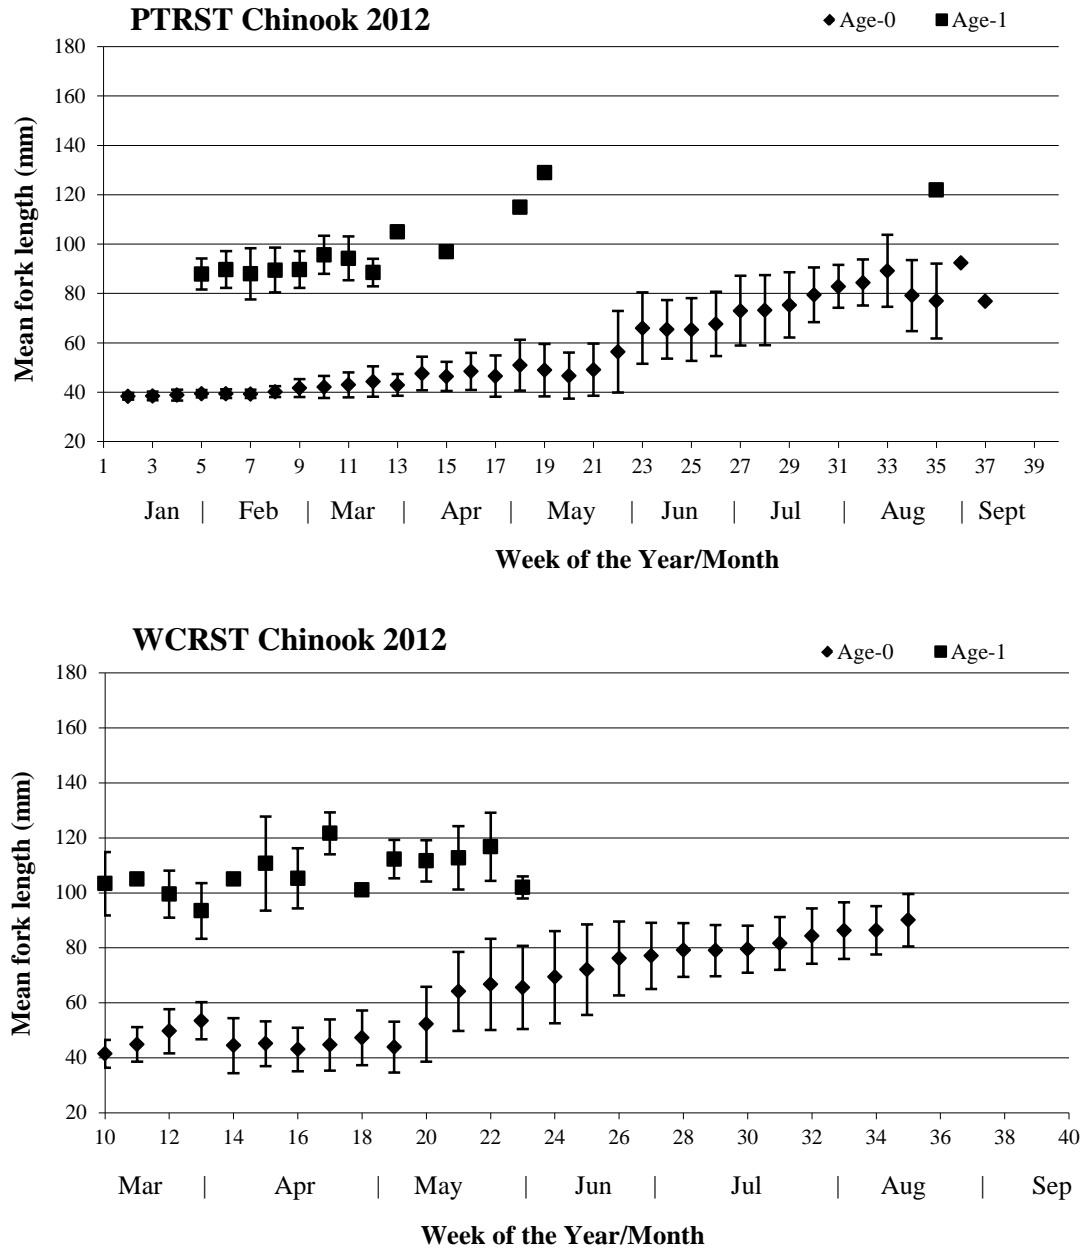 PTRST Chinook 2012
Age-0 Age-1
180
160
140
120
100
80
60
40
20
Mean fork length (mm)
1 3 5 7 9 11 13 15 17 19 21 23 25 27 29 31 33 35 37 39
Jan | Feb | Mar | Apr | May | Jun | Jul | Aug | Sept
Week of the Year/Month
WCRST Chinook 2012
Age-0 Age-1
180
160
140
120
100
80
60
40
20
Mean fork length (mm)
10 12 14 16 18 20 22 24 26 28 30 32 34 36 38 40
Mar | Apr | May | Jun | Jul | Aug | Sep
Week of the Year/Month